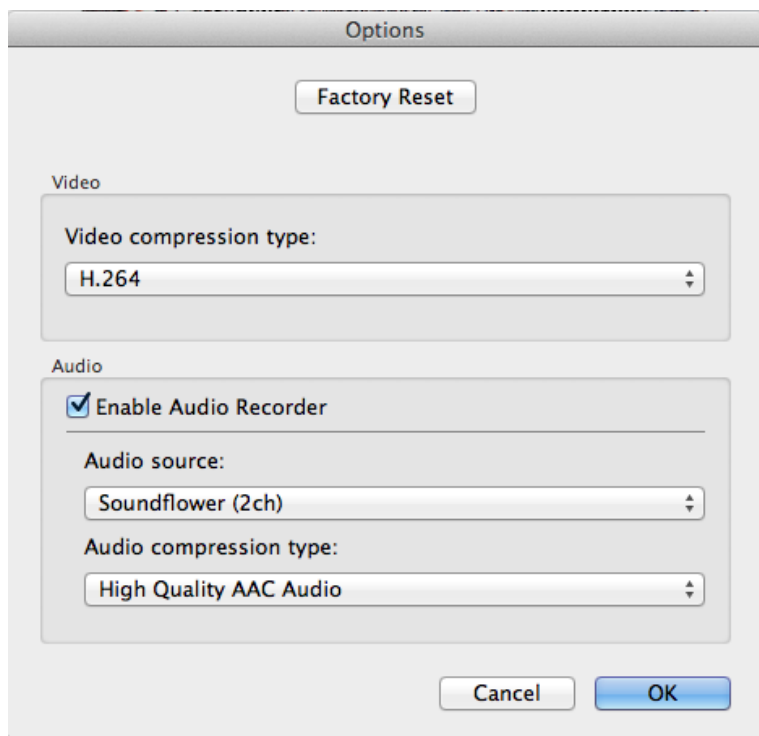 Options
Factory Reset
Video
Video compression type:
H.264
Audio
Enable Audio Recorder
Audio source:
Soundflower (2ch)
Audio compression type:
High Quality AAC Audio
Cancel
OK